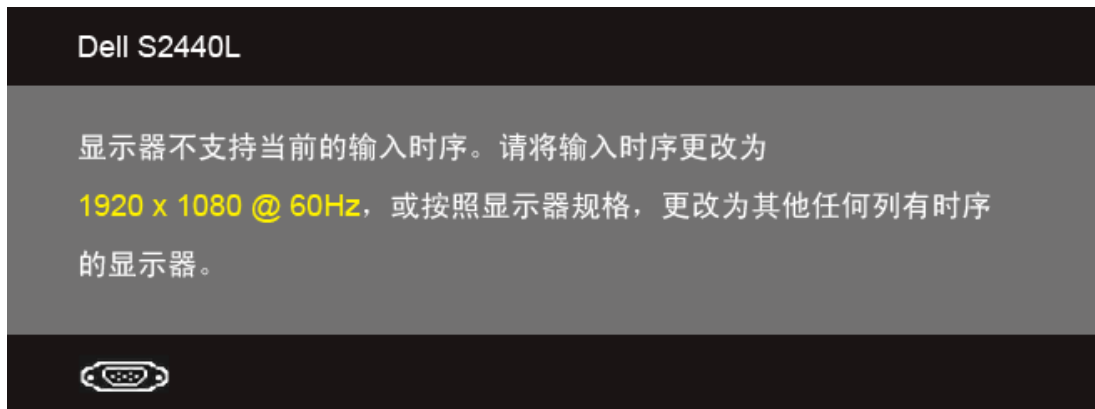 Dell S2440L
显示器不支持当前的输入时序。请将输入时序更改为
1920 x 1080 @ 60Hz，或按照显示器规格，更改为其他任何列有时序
的显示器。